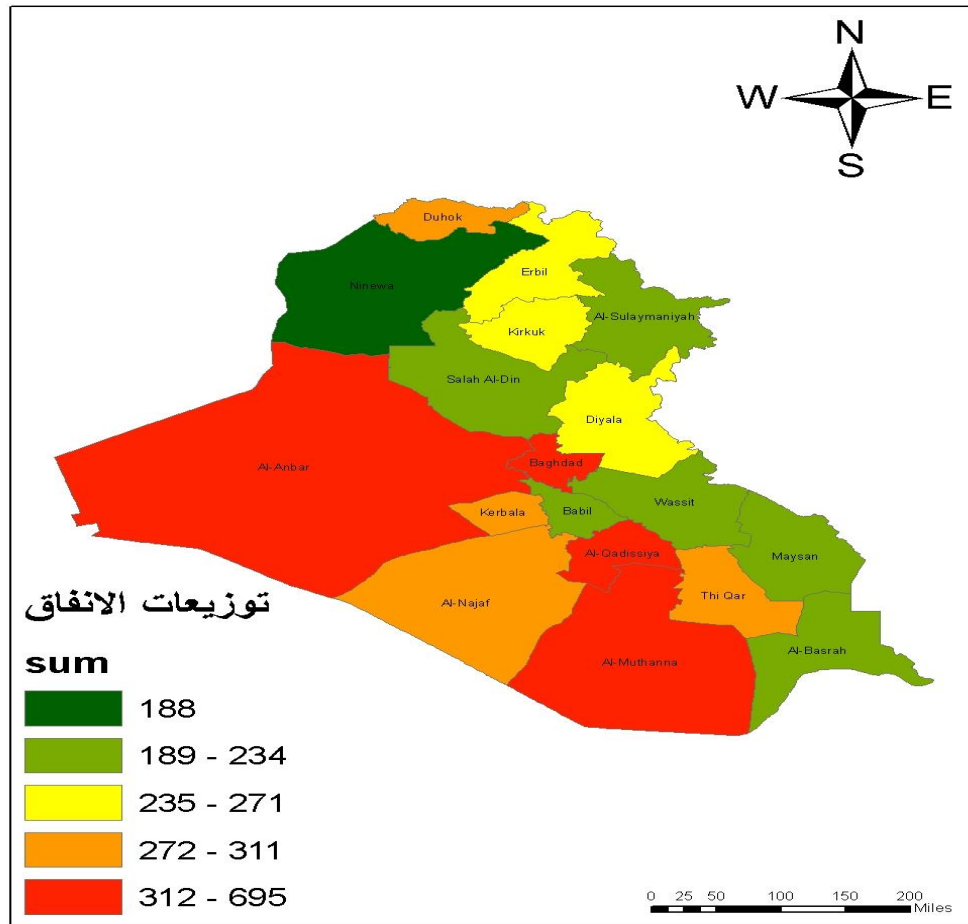 N
W E
S
Duhok
Ninewa
Erbil
Kirkuk
Al-Sulaymaniyah
Salah Al-Din
Diyala
Al-Anbar
Baghdad
Kerbala
Babil
Wassit
Al-Qadissiya
Maysan
Al-Najaf
Thi Qar
Al-Muthanna
Al-Basrah
توزيعات الانفاق
sum
188
189 - 234
235 - 271
272 - 311
312 - 695
0 25 50 100 150 200
Miles